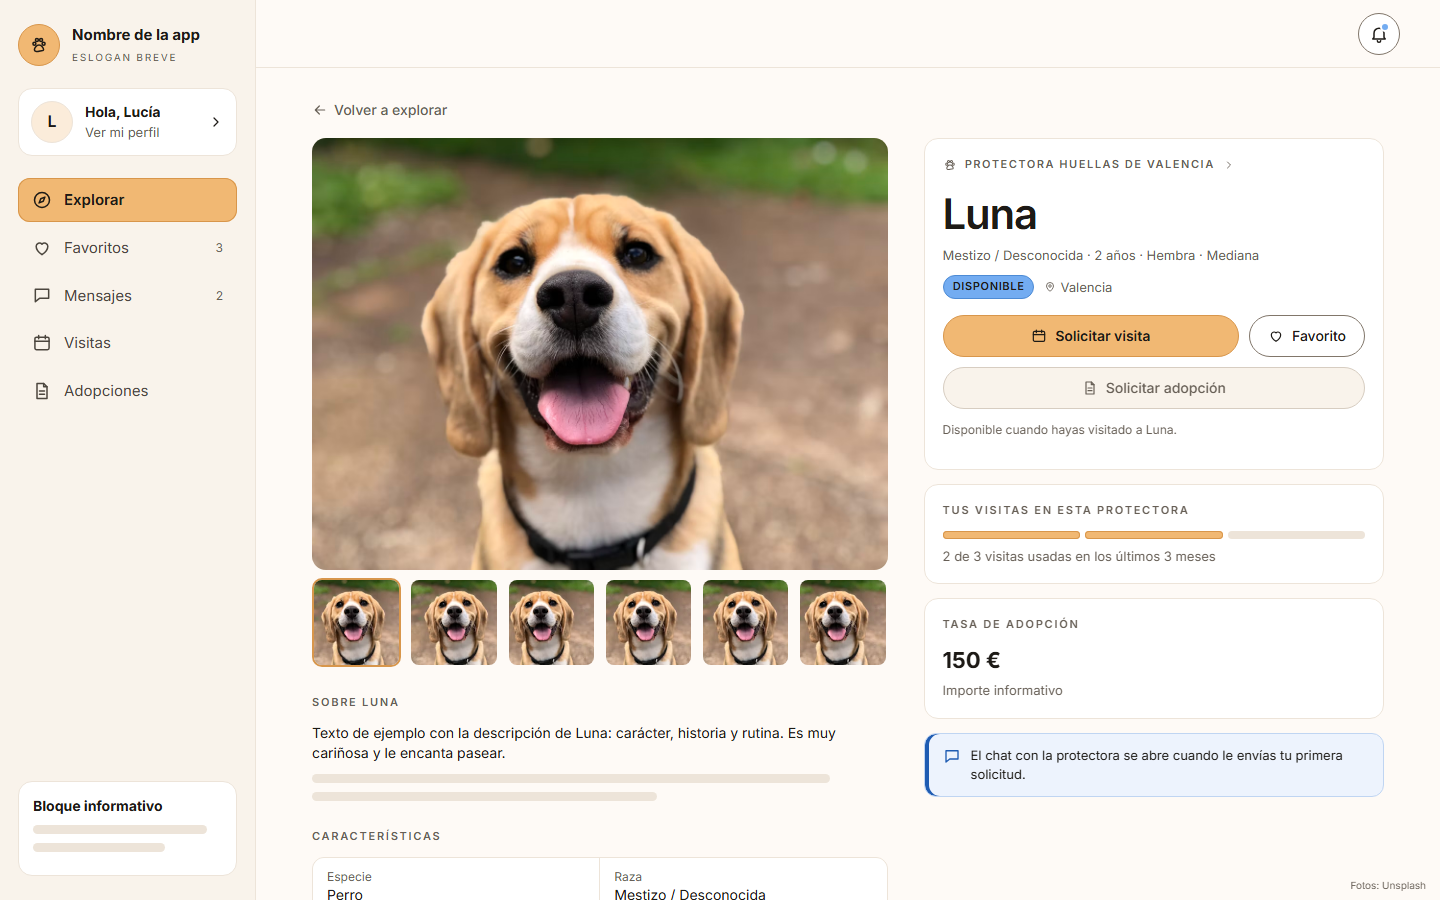 Nombre de la app
ESLOGAN BREVE
L
Hola, Lucía
Ver mi perfil
Explorar
Favoritos 3
Mensajes 2
Visitas
Adopciones
Bloque informativo
Volver a explorar
SOBRE LUNA
Texto de ejemplo con la descripción de Luna: carácter, historia y rutina. Es muy
cariñosa y le encanta pasear.
CARACTERÍSTICAS
Especie
Perro
Raza
Mestizo / Desconocida
PROTECTORA HUELLAS DE VALENCIA
Luna
Mestizo / Desconocida · 2 años · Hembra · Mediana
DISPONIBLE
Valencia
Solicitar visita
Favorito
Solicitar adopción
Disponible cuando hayas visitado a Luna.
TUS VISITAS EN ESTA PROTECTORA
2 de 3 visitas usadas en los últimos 3 meses
TASA DE ADOPCIÓN
150 €
Importe informativo
El chat con la protectora se abre cuando le envías tu primera
solicitud.
Fotos: Unsplash